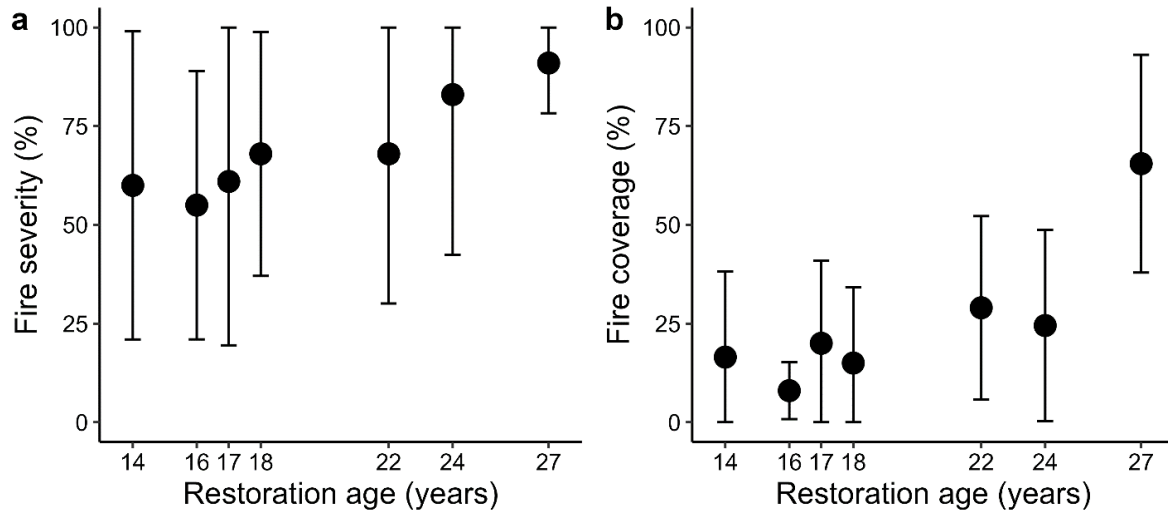 a
Fire severity (%)
100
75
50
25
0
14 16 17 18 22 24 27
Restoration age (years)
b
Fire coverage (%)
100
75
50
25
0
14 16 17 18 22 24 27
Restoration age (years)